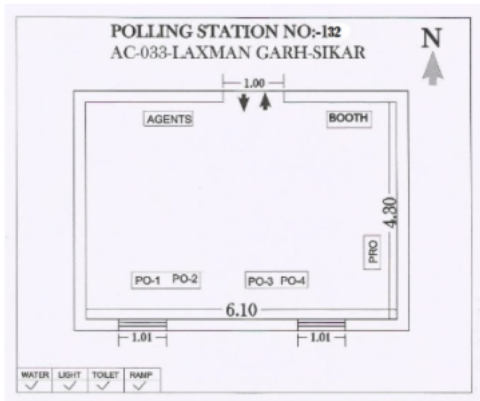 POLLING STATION NO:-132
AC-033-LAXMAN GARH-SIKAR
N
1.00
AGENTS
BOOTH
4.30
PRO
PO-1 PO-2
PO-3 PO-4
6.10
1.01
1.01
WATER LIGHT TOILET RAMP